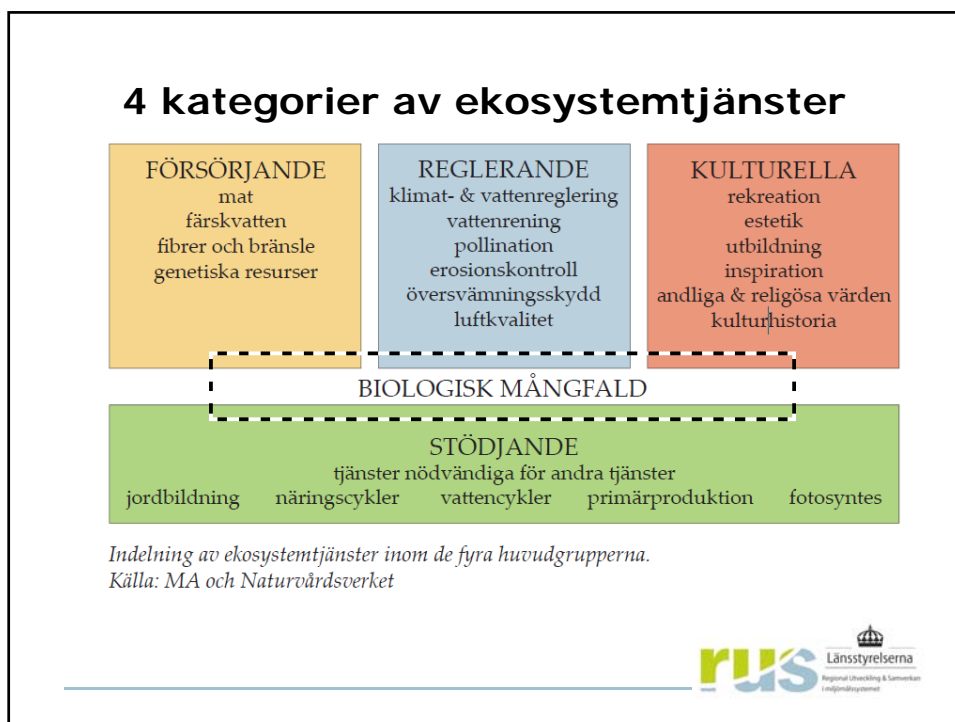 4 kategorier av ekosystemtjänster
FÖRSÖRJANDE
mat
färskvatten
fibrer och bränsle
genetiska resurser
REGLERANDE
klimat- & vattenreglering
vattenrening
pollination
erosionskontroll
översvämningsskydd
luftkvalitet
KULTURELLA
rekreation
estetik
utbildning
inspiration
andliga & religösa värden
kulturhistoria
BIOLOGISK MÅNGFALD
STÖDJANDE
tjänster nödvändiga för andra tjänster
jordbildning näringscykler vattencykler primärproduktion fotosyntes
Indelning av ekosystemtjänster inom de fyra huvudgrupperna.
Källa: MA och Naturvårdsverket
rus
Länsstyrelserna
Regional Utveckling & Samverkan
i miljömålssystemet